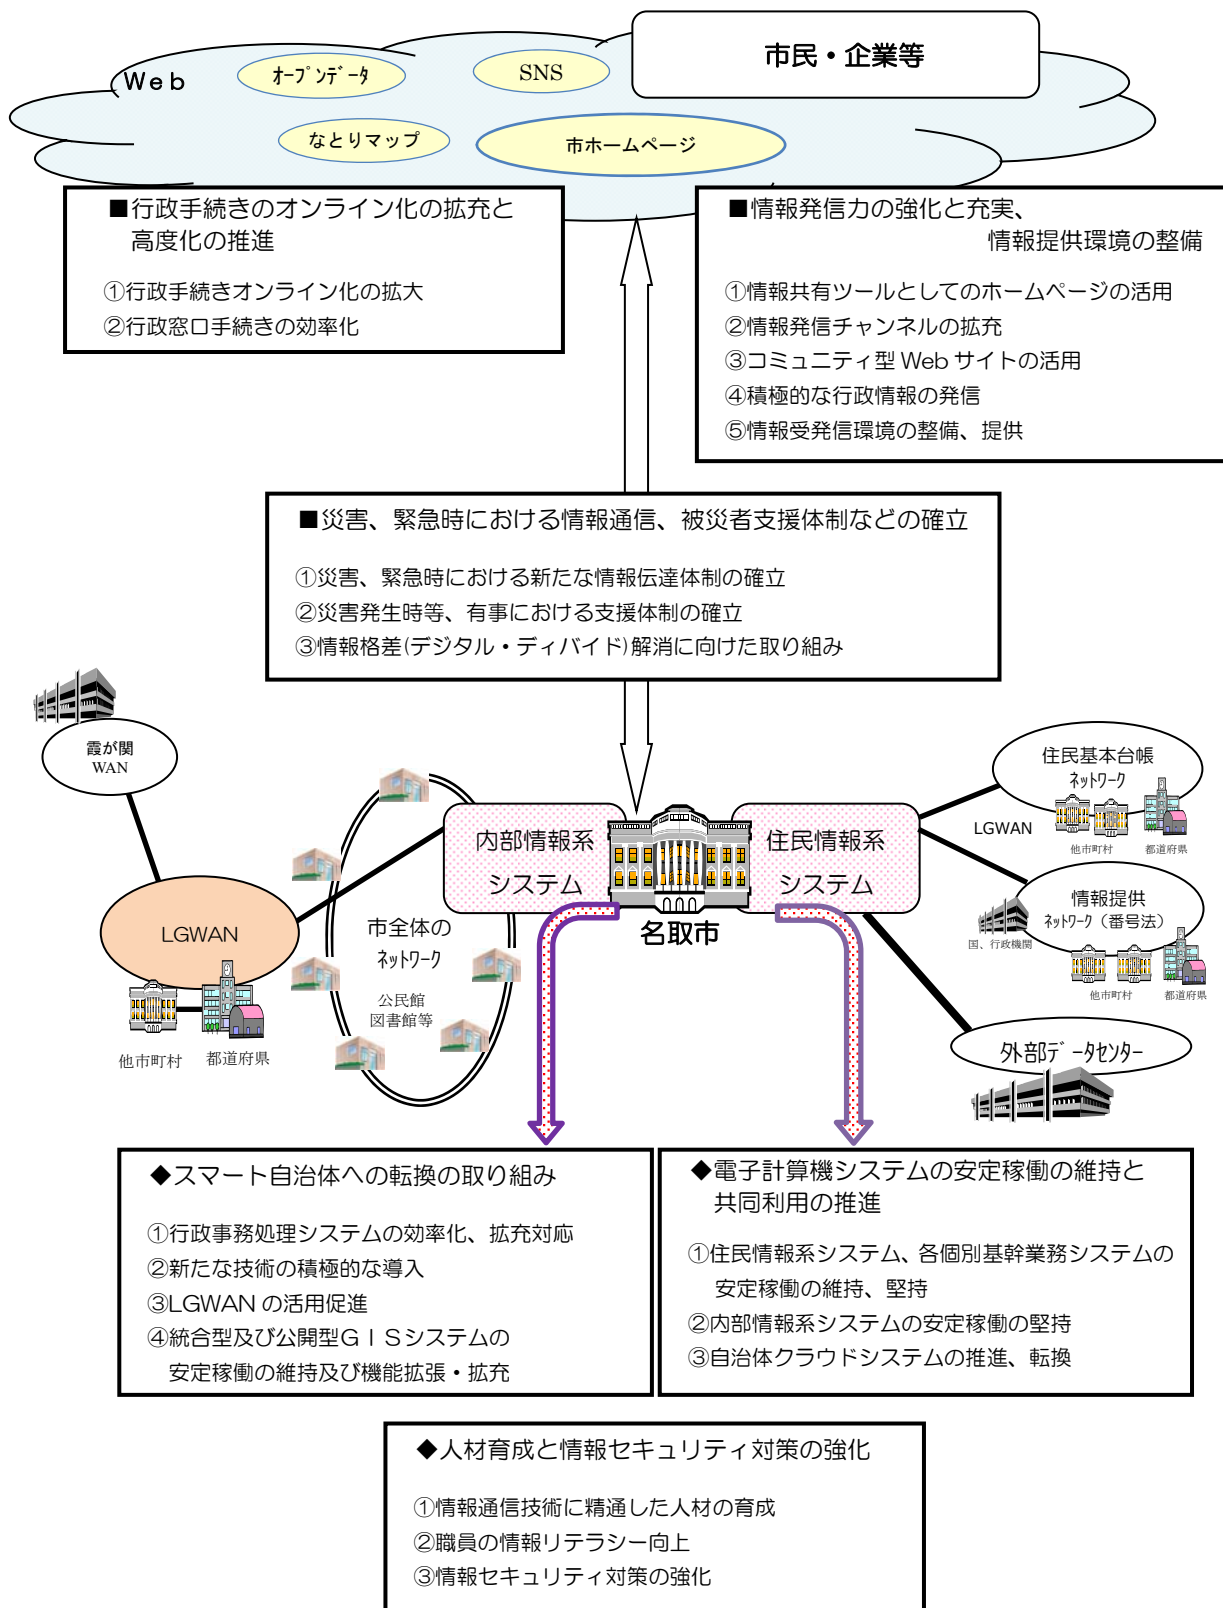 市民・企業等
Web
ｵｰﾌﾟﾝﾃﾞｰﾀ
SNS
なとりマップ
市ホームページ
■行政手続きのオンライン化の拡充と
高度化の推進
①行政手続きオンライン化の拡大
②行政窓口手続きの効率化
■情報発信力の強化と充実、
情報提供環境の整備
①情報共有ツールとしてのホームページの活用
②情報発信チャンネルの拡充
③コミュニティ型 Web サイトの活用
④積極的な行政情報の発信
⑤情報受発信環境の整備、提供
■災害、緊急時における情報通信、被災者支援体制などの確立
①災害、緊急時における新たな情報伝達体制の確立
②災害発生時等、有事における支援体制の確立
③情報格差(デジタル・ディバイド)解消に向けた取り組み
霞が関
WAN
LGWAN
他市町村
都道府県
市全体の
ﾈｯﾄﾜｰｸ
公民館
図書館等
内部情報系
システム
名取市
住民情報系
システム
LGWAN
住民基本台帳
ﾈｯﾄﾜｰｸ
他市町村
都道府県
情報提供
ﾈｯﾄﾜｰｸ（番号法）
国、行政機関
他市町村
都道府県
外部ﾃﾞｰﾀｾﾝﾀｰ
◆スマート自治体への転換の取り組み
①行政事務処理システムの効率化、拡充対応
②新たな技術の積極的な導入
③LGWAN の活用促進
④統合型及び公開型ＧＩＳシステムの
安定稼働の維持及び機能拡張・拡充
◆電子計算機システムの安定稼働の維持と
共同利用の推進
①住民情報系システム、各個別基幹業務システムの
安定稼働の維持、堅持
②内部情報系システムの安定稼働の堅持
③自治体クラウドシステムの推進、転換
◆人材育成と情報セキュリティ対策の強化
①情報通信技術に精通した人材の育成
②職員の情報リテラシー向上
③情報セキュリティ対策の強化